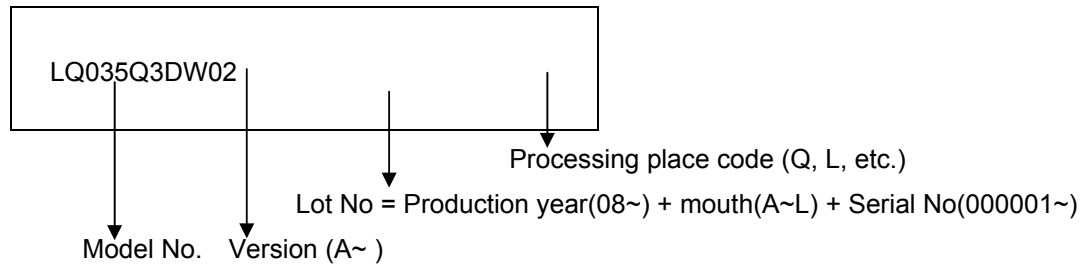 LQ035Q3DW02
Processing place code (Q, L, etc.)
Lot No = Production year(08~) + mouth(A~L) + Serial No(000001~)
Model No. Version (A~ )